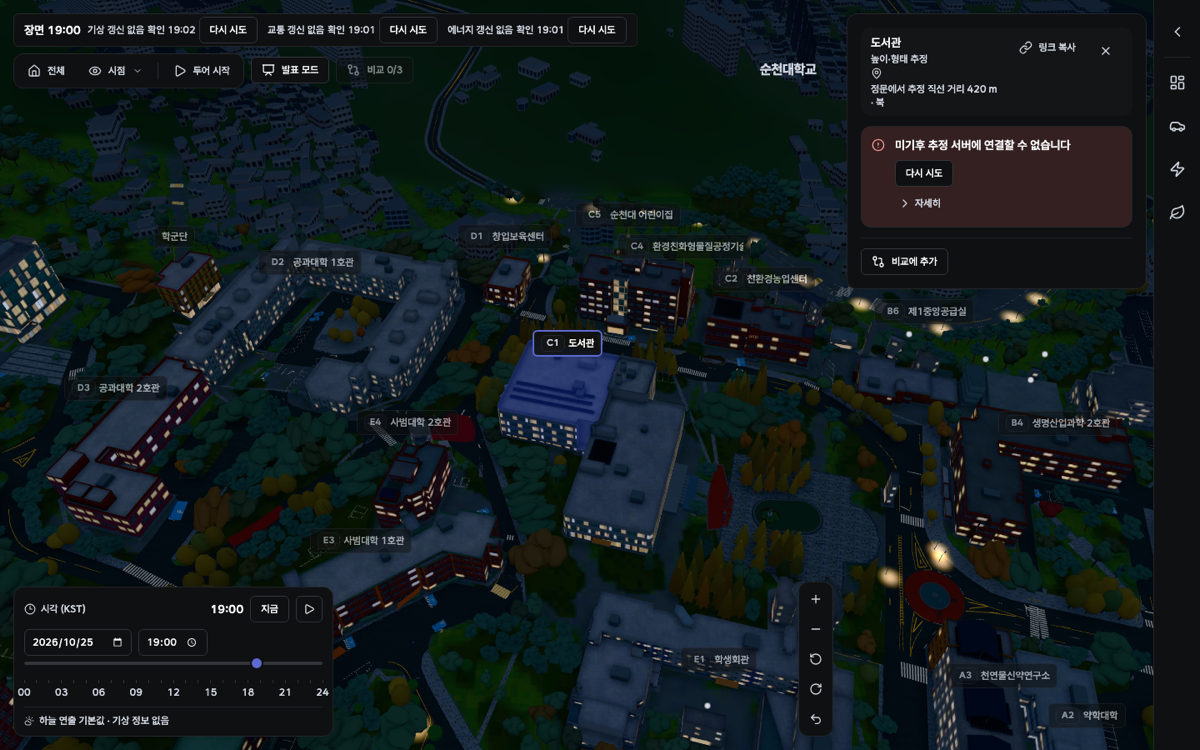 장면 19:00 기상 갱신 없음 확인 19:02 다시 시도 교통 갱신 없음 확인 19:01 다시 시도 에너지 갱신 없음 확인 19:01 다시 시도
전체 시점 투어 시작 발표 모드 비교 0/3
순천대학교
도서관
링크 복사
높이·형태 추정
정문에서 추정 직선 거리 420 m
· 북
미기후 추정 서버에 연결할 수 없습니다
다시 시도
자세히
비교에 추가
C5 순천대 어린이집
학군단
D1 창업보육센터
C4 환경친화형물질공정기술
D2 공과대학 1호관
C2 친환경농업센터
B6 제1중앙공급실
C1 도서관
D3 공과대학 2호관
E4 사범대학 2호관
B4 생명산업과학 2호관
E3 사범대학 1호관
E1 학생회관
A3 천연물신약연구소
A2 약학대학
시각 (KST) 19:00 지금
2026/10/25 19:00
00 03 06 09 12 15 18 21 24
하늘 연출 기본값 · 기상 정보 없음